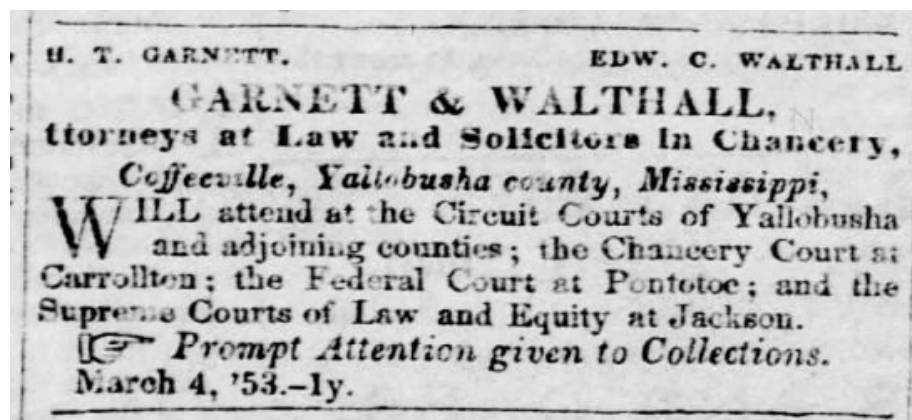 H. T. GARNETT. EDW. C. WALTHALL
GARNETT & WALTHALL,
ttorneys at Law and Solicitors in Chancery,
Coffeeville, Yallobusha county, Mississippi,
WILL attend at the Circuit Courts of Yallobusha
and adjoining counties; the Chancery Court at
Carrollton; the Federal Court at Pontotoc; and the
Supreme Courts of Law and Equity at Jackson.
☞ Prompt Attention given to Collections.
March 4, '53.-1y.